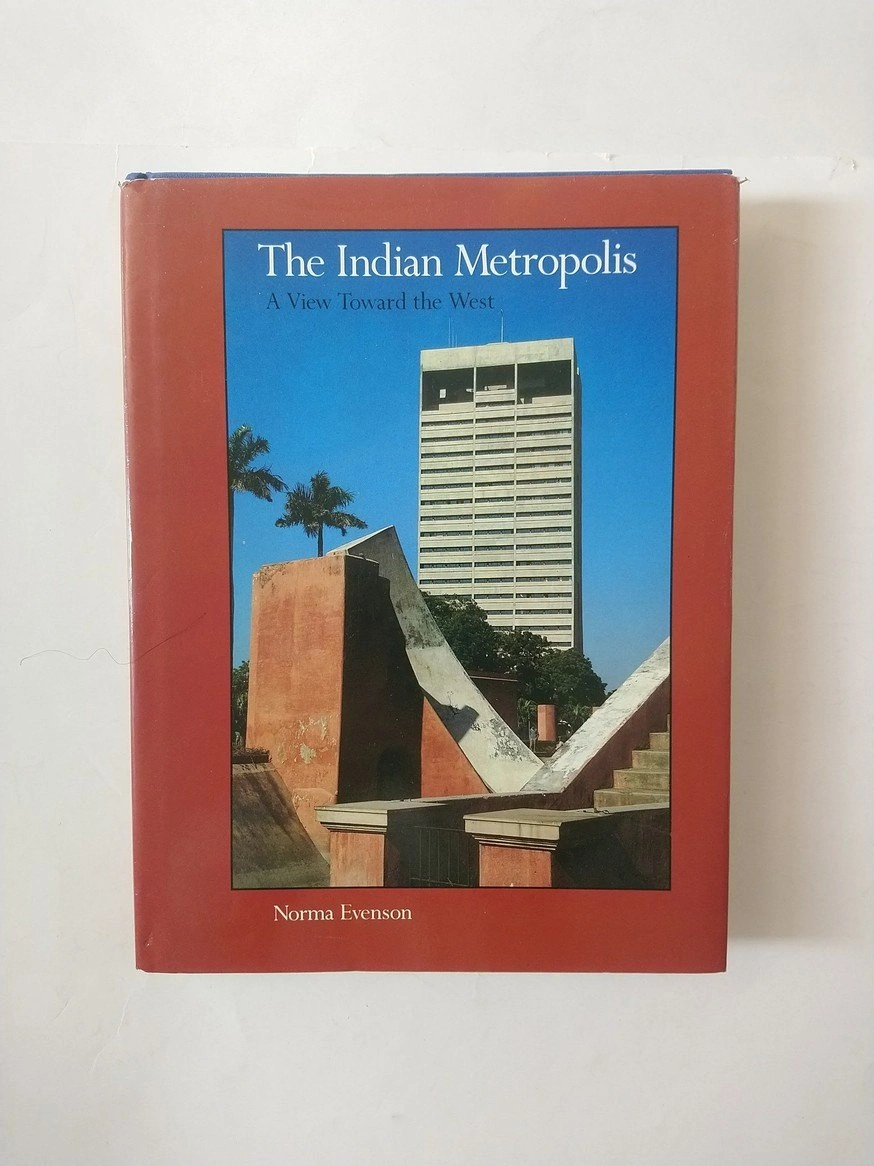 The Indian Metropolis
A View Toward the West
Norma Evenson